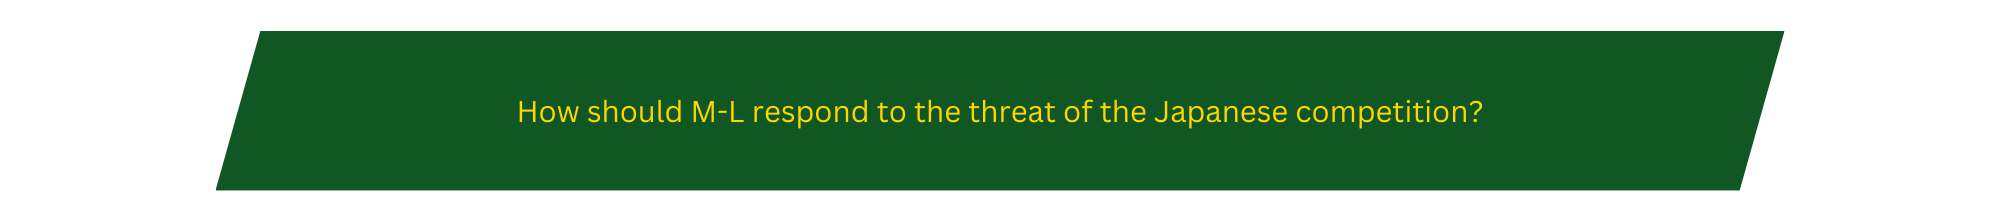 How should M-L respond to the threat of the Japanese competition?